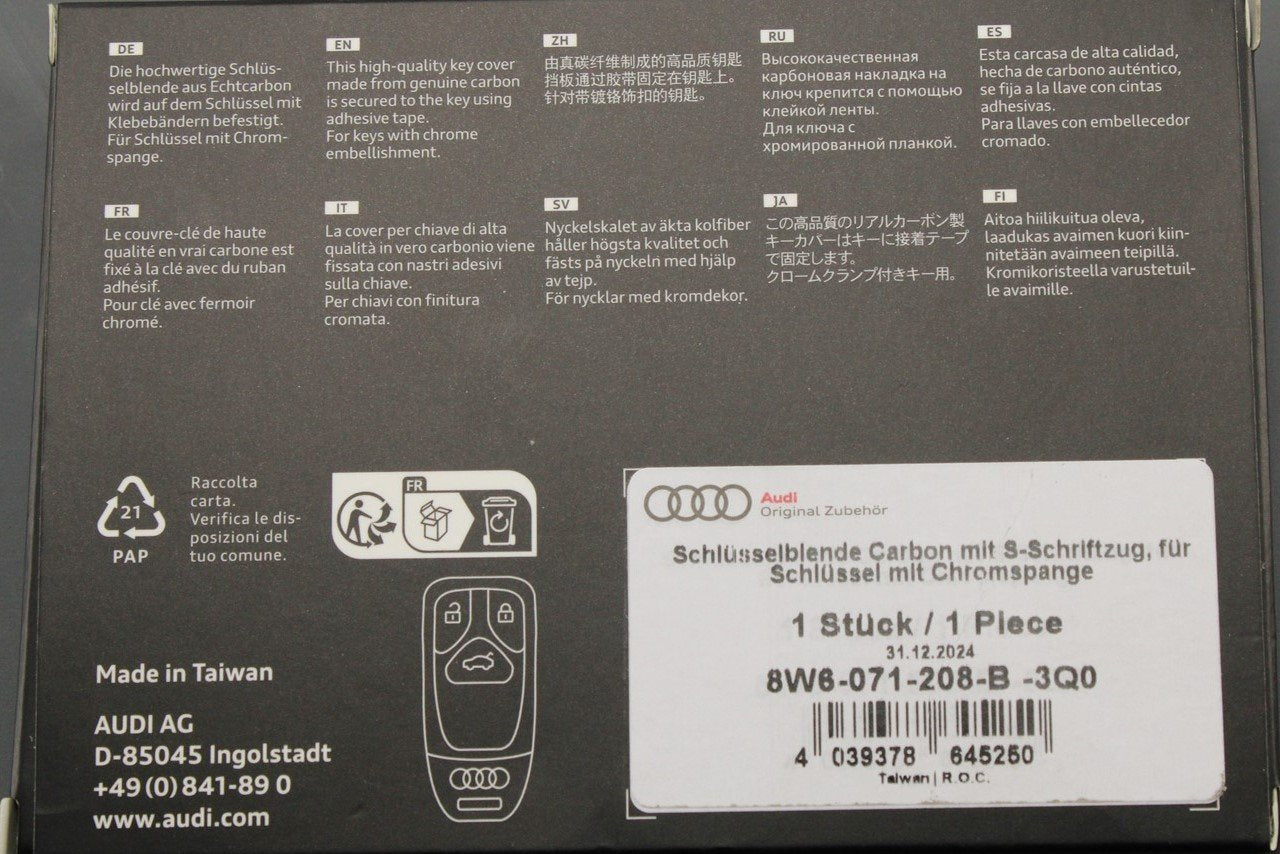 DE
Die hochwertige Schlüs-
selblende aus Echtcarbon
wird auf dem Schlüssel mit
Klebebändern befestigt.
Für Schlüssel mit Chrom-
spange.
EN
This high-quality key cover
made from genuine carbon
is secured to the key using
adhesive tape.
For keys with chrome
embellishment.
ZH
由真碳纤维制成的高品质钥匙
挡板通过胶带固定在钥匙上。
针对带镀铬饰扣的钥匙。
RU
Высококачественная
карбоновая накладка на
ключ крепится с помощью
клейкой ленты.
Для ключа с
хромированной планкой.
ES
Esta carcasa de alta calidad,
hecha de carbono auténtico,
se fija a la llave con cintas
adhesivas.
Para llaves con embellecedor
cromado.
FR
Le couvre-clé de haute
qualité en vrai carbone est
fixé à la clé avec du ruban
adhésif.
Pour clé avec fermoir
chromé.
IT
La cover per chiave di alta
qualità in vero carbonio viene
fissata con nastri adesivi
sulla chiave.
Per chiavi con finitura
cromata.
SV
Nyckelskalet av äkta kolfiber
håller högsta kvalitet och
fästs på nyckeln med hjälp
av tejp.
För nycklar med kromdekor.
JA
この高品質のリアルカーボン製
キーカバーはキーに接着テープ
で固定します。
クロームクランプ付きキー用。
FI
Aitoa hiilikuitua oleva,
laadukas avaimen kuori kiin-
nitetään avaimeen teipillä.
Kromikoristeella varustetuil-
le avaimille.
21
PAP
Raccolta
carta.
Verifica le dis-
posizioni del
tuo comune.
FR
Made in Taiwan
AUDI AG
D-85045 Ingolstadt
+49 (0) 841-89 0
www.audi.com
Audi
Original Zubehör
Schlüsselblende Carbon mit S-Schriftzug, für
Schlüssel mit Chromspange
1 Stück / 1 Piece
31.12.2024
8W6-071-208-B -3Q0
4 039378 645250
Taiwan | R.O.C.